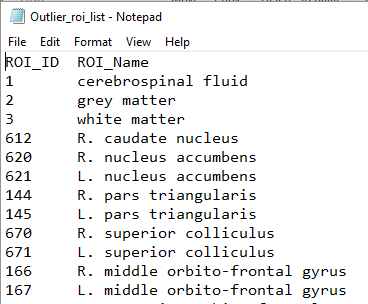 Outlier_roi_list - Notepad
File Edit Format View Help
ROI_ID ROI_Name
1 cerebrospinal fluid
2 grey matter
3 white matter
612 R. caudate nucleus
620 R. nucleus accumbens
621 L. nucleus accumbens
144 R. pars triangularis
145 L. pars triangularis
670 R. superior colliculus
671 L. superior colliculus
166 R. middle orbito-frontal gyrus
167 L. middle orbito-frontal gyrus